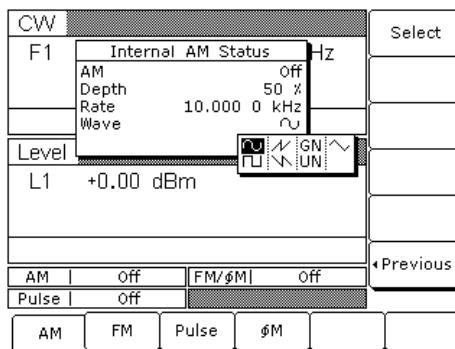 CW
Select
F1
Hz
Internal AM Status
AM Off
Depth 50 %
Rate 10.000 0 kHz
Wave
GN
UN
Level
L1 +0.00 dBm
◂Previous
AM | Off
FM/ϕM| Off
Pulse | Off
AM
FM
Pulse
ϕM